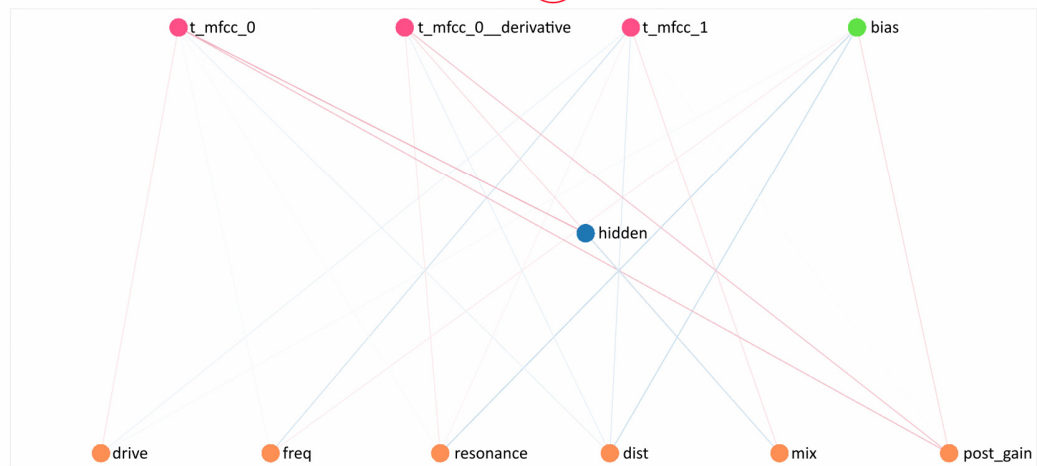 t_mfcc_0
t_mfcc_0__derivative
t_mfcc_1
bias
hidden
drive
freq
resonance
dist
mix
post_gain